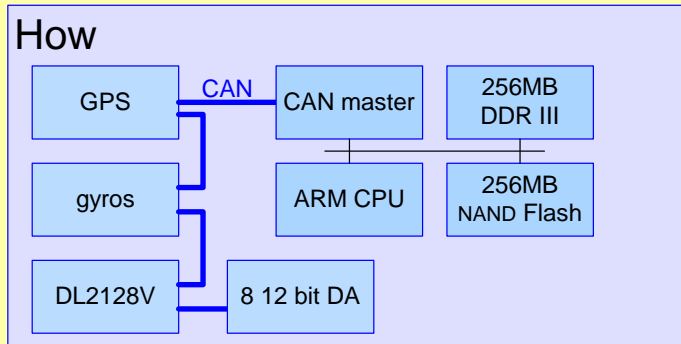 How
GPS
CAN
CAN master
256MB
DDR III
gyros
ARM CPU
256MB
NAND Flash
DL2128V
8 12 bit DA